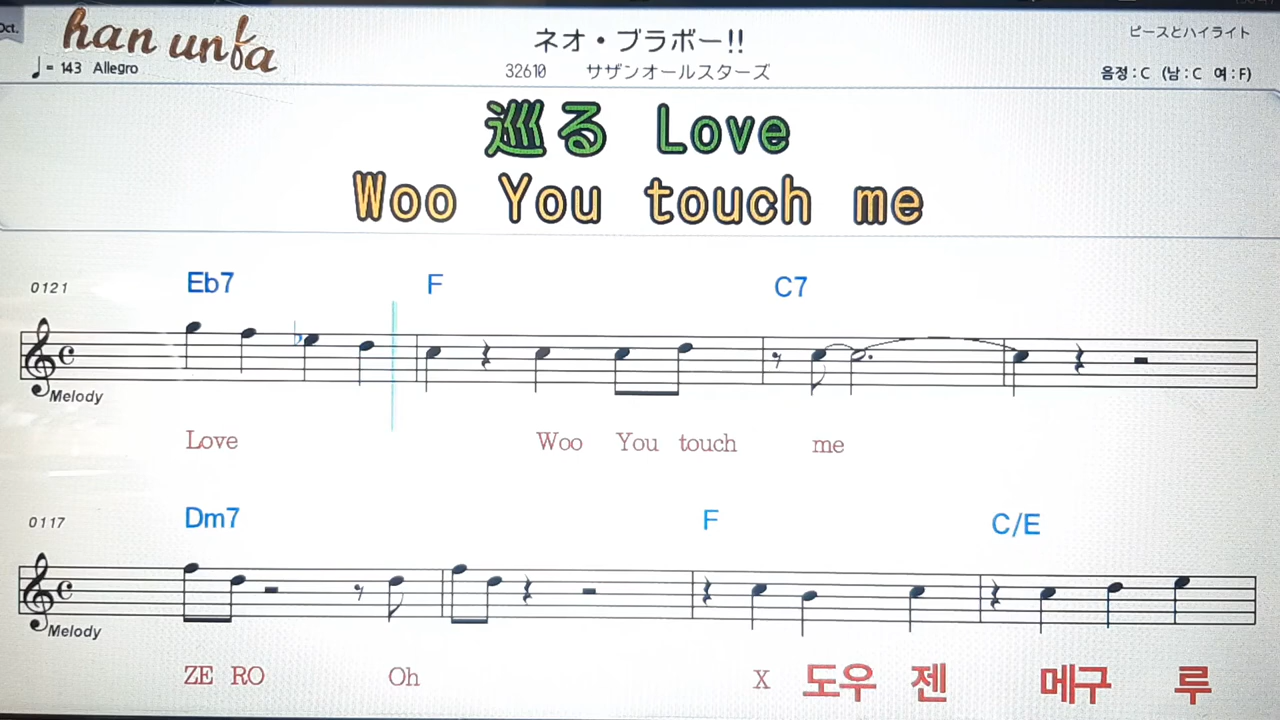 Oct.
han unfa
♩= 143 Allegro
ネオ・ブラボー!!
32610 サザンオールスターズ
ピースとハイライト
음정 : C (남 : C 여 : F)
巡る Love
Woo You touch me
0121
Eb7 F C7
Melody
Love Woo You touch me
0117
Dm7 F C/E
Melody
ZE RO Oh X 도우 젠 메구 루